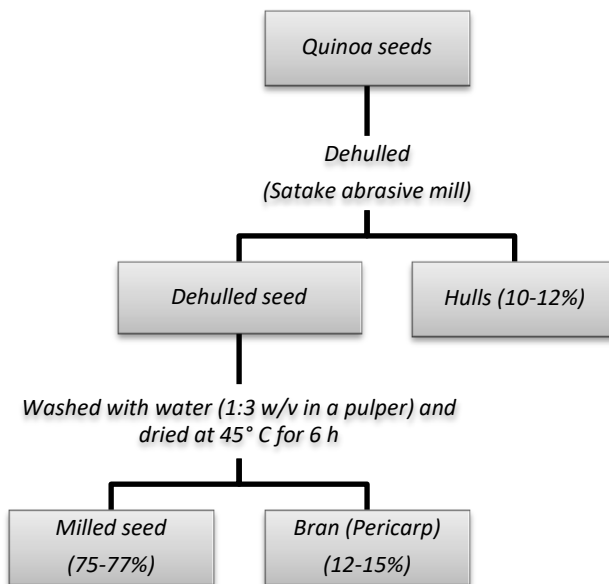 Quinoa seeds
Dehulled
(Satake abrasive mill)
Dehulled seed
Hulls (10-12%)
Washed with water (1:3 w/v in a pulper) and
dried at 45° C for 6 h
Milled seed
(75-77%)
Bran (Pericarp)
(12-15%)